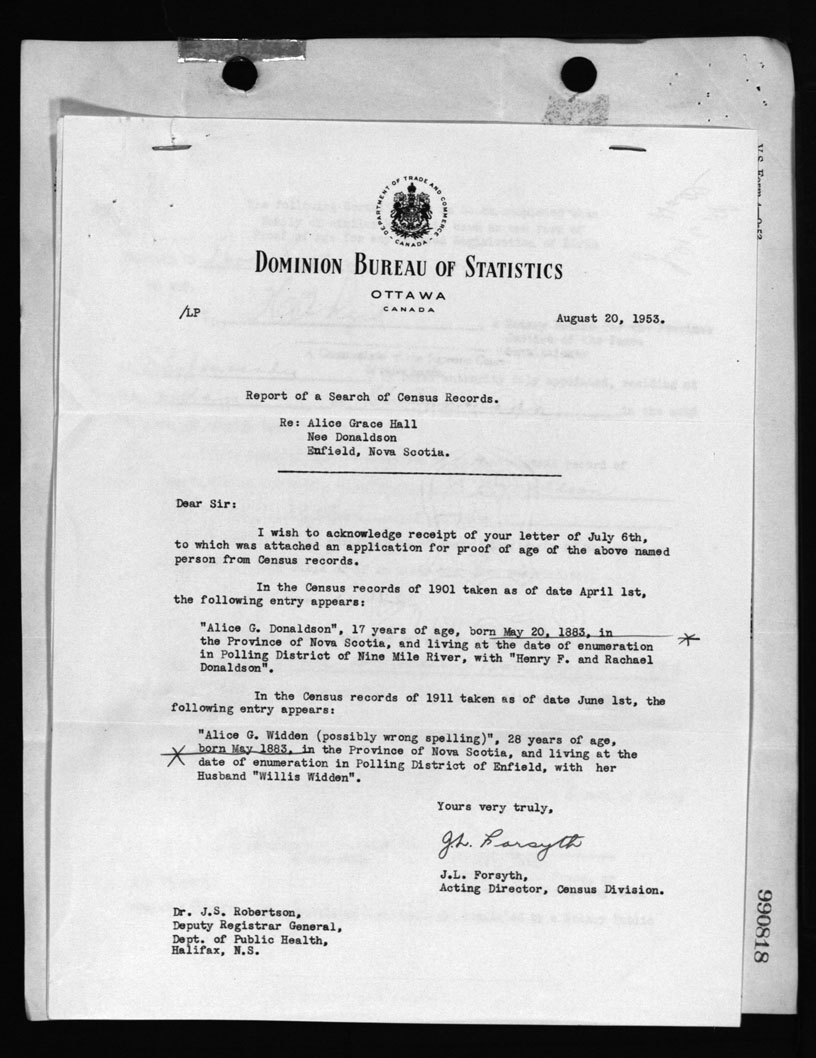 DEPARTMENT OF TRADE AND COMMERCE
CANADA
DOMINION BUREAU OF STATISTICS
OTTAWA
CANADA
/LP
August 20, 1953.
Report of a Search of Census Records.
Re: Alice Grace Hall
Nee Donaldson
Enfield, Nova Scotia.
Dear Sir:
I wish to acknowledge receipt of your letter of July 6th,
to which was attached an application for proof of age of the above named
person from Census records.
In the Census records of 1901 taken as of date April 1st,
the following entry appears:
"Alice G. Donaldson", 17 years of age, born May 20, 1883, in
the Province of Nova Scotia, and living at the date of enumeration
in Polling District of Nine Mile River, with "Henry F. and Rachael
Donaldson".
In the Census records of 1911 taken as of date June 1st, the
following entry appears:
"Alice G. Widden (possibly wrong spelling)", 28 years of age,
born May 1883, in the Province of Nova Scotia, and living at the
date of enumeration in Polling District of Enfield, with her
Husband "Willis Widden".
Yours very truly,
J.L. Forsyth
J.L. Forsyth,
Acting Director, Census Division.
Dr. J.S. Robertson,
Deputy Registrar General,
Dept. of Public Health,
Halifax, N.S.
990818